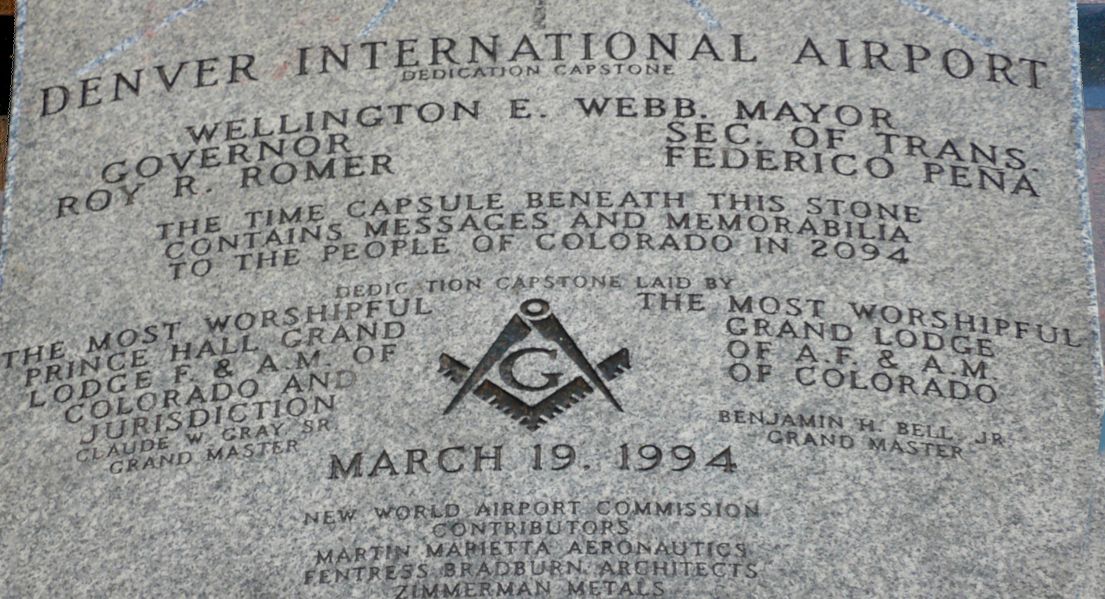 DENVER INTERNATIONAL AIRPORT
DEDICATION CAPSTONE
WELLINGTON E. WEBB. MAYOR
GOVERNOR
ROY R. ROMER
SEC. OF TRANS.
FEDERICO PENA
THE TIME CAPSULE BENEATH THIS STONE
CONTAINS MESSAGES AND MEMORABILIA
TO THE PEOPLE OF COLORADO IN 2094
DEDICATION CAPSTONE LAID BY
THE MOST WORSHIPFUL
PRINCE HALL GRAND
LODGE F. & A.M. OF
COLORADO AND
JURISDICTION
CLAUDE W. GRAY SR.
GRAND MASTER
G
THE MOST WORSHIPFUL
GRAND LODGE
OF A.F. & A.M.
OF COLORADO
BENJAMIN H. BELL, JR.
GRAND MASTER
MARCH 19. 1994
NEW WORLD AIRPORT COMMISSION
CONTRIBUTORS
MARTIN MARIETTA AERONAUTICS
FENTRESS BRADBURN ARCHITECTS
ZIMMERMAN METALS